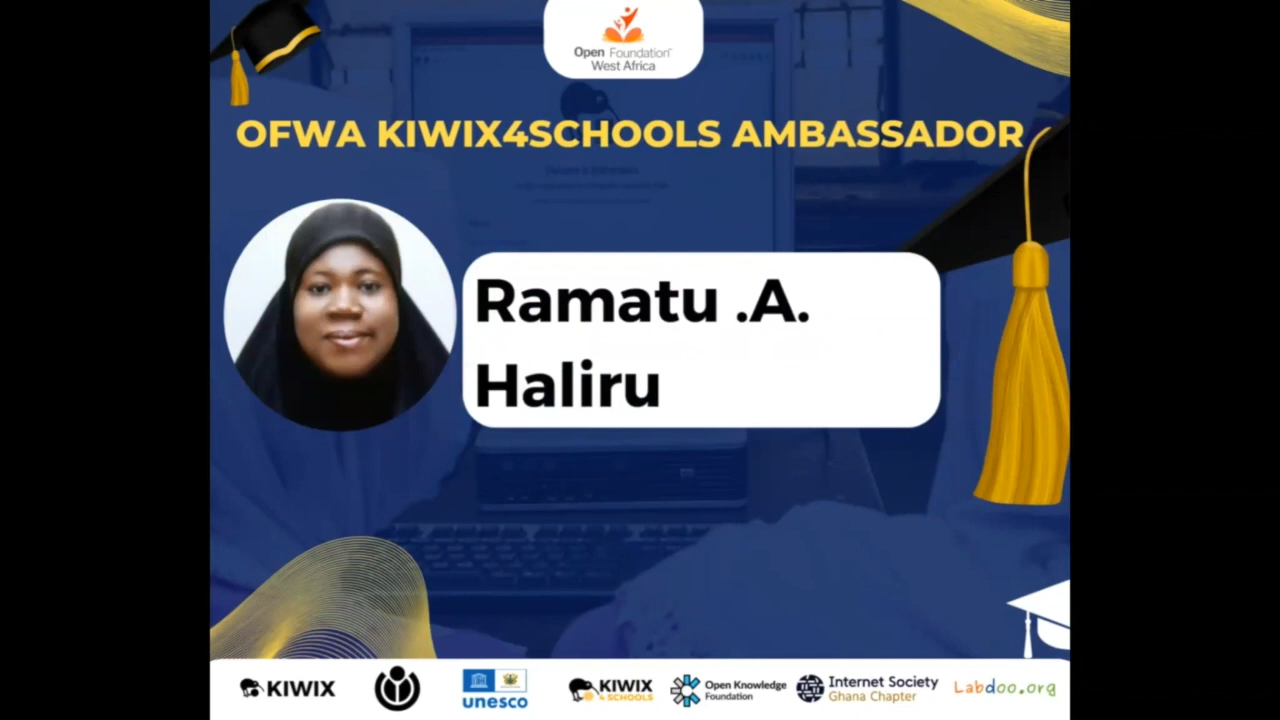 Open Foundation
West Africa
OFWA KIWIX4SCHOOLS AMBASSADOR
Ramatu .A.
Haliru
KIWIX
unesco
KIWIX
4 SCHOOLS
Open Knowledge
Foundation
Internet Society
Ghana Chapter
Labdoo.org